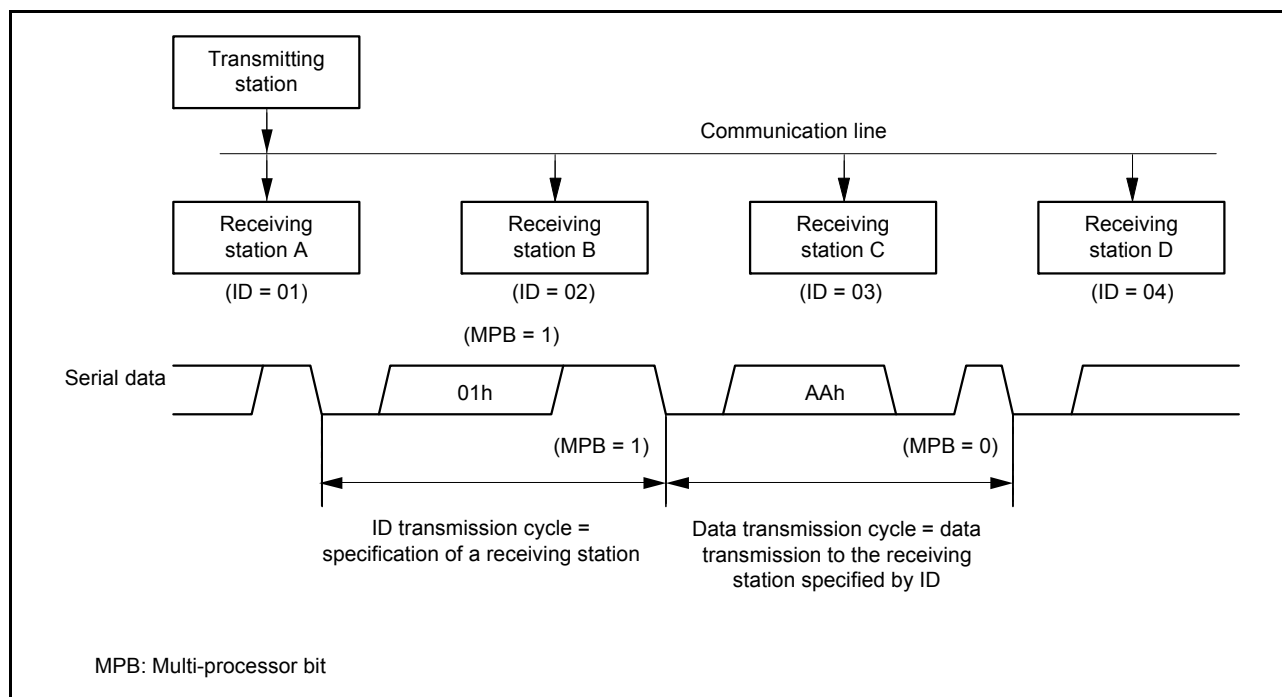 Transmitting
station
Communication line
Receiving
station A
Receiving
station B
Receiving
station C
Receiving
station D
(ID = 01)
(ID = 02)
(ID = 03)
(ID = 04)
(MPB = 1)
Serial data
01h
AAh
(MPB = 1)
(MPB = 0)
ID transmission cycle =
specification of a receiving station
Data transmission cycle = data
transmission to the receiving
station specified by ID
MPB: Multi-processor bit